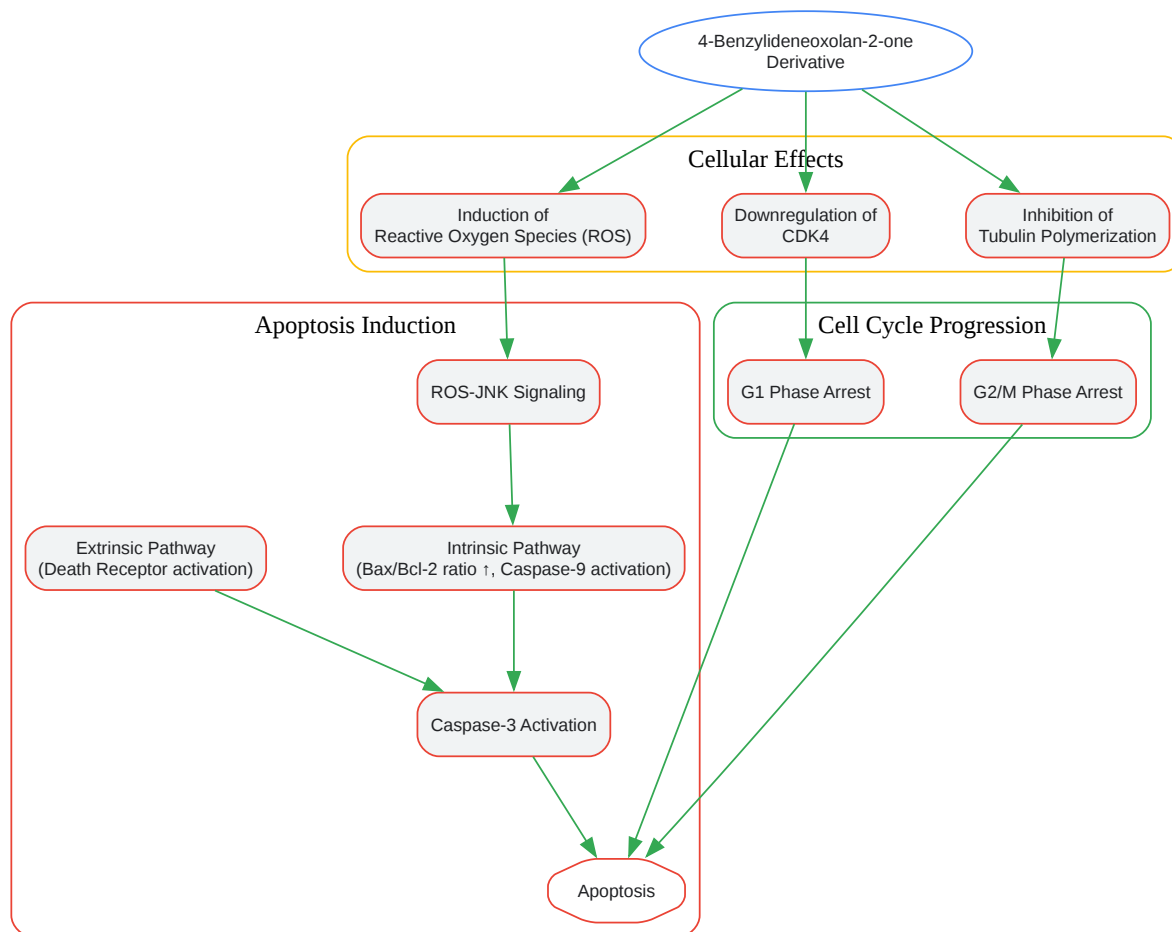 4-Benzylideneoxolan-2-one
Derivative
Cellular Effects
Induction of
Reactive Oxygen Species (ROS)
Downregulation of
CDK4
Inhibition of
Tubulin Polymerization
Apoptosis Induction
Cell Cycle Progression
ROS-JNK Signaling
G1 Phase Arrest
G2/M Phase Arrest
Extrinsic Pathway
(Death Receptor activation)
Intrinsic Pathway
(Bax/Bcl-2 ratio ↑, Caspase-9 activation)
Caspase-3 Activation
Apoptosis